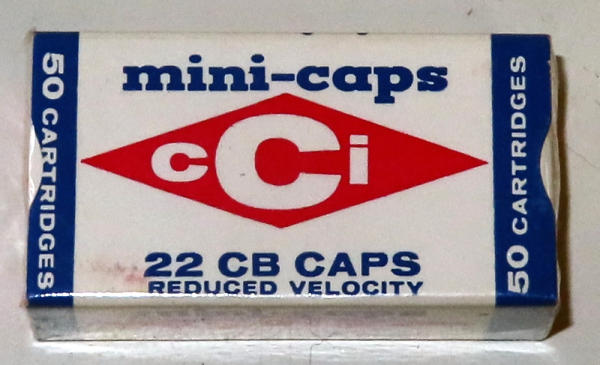 mini-caps
cCi
22 CB CAPS
REDUCED VELOCITY
50 CARTRIDGES
50 CARTRIDGES